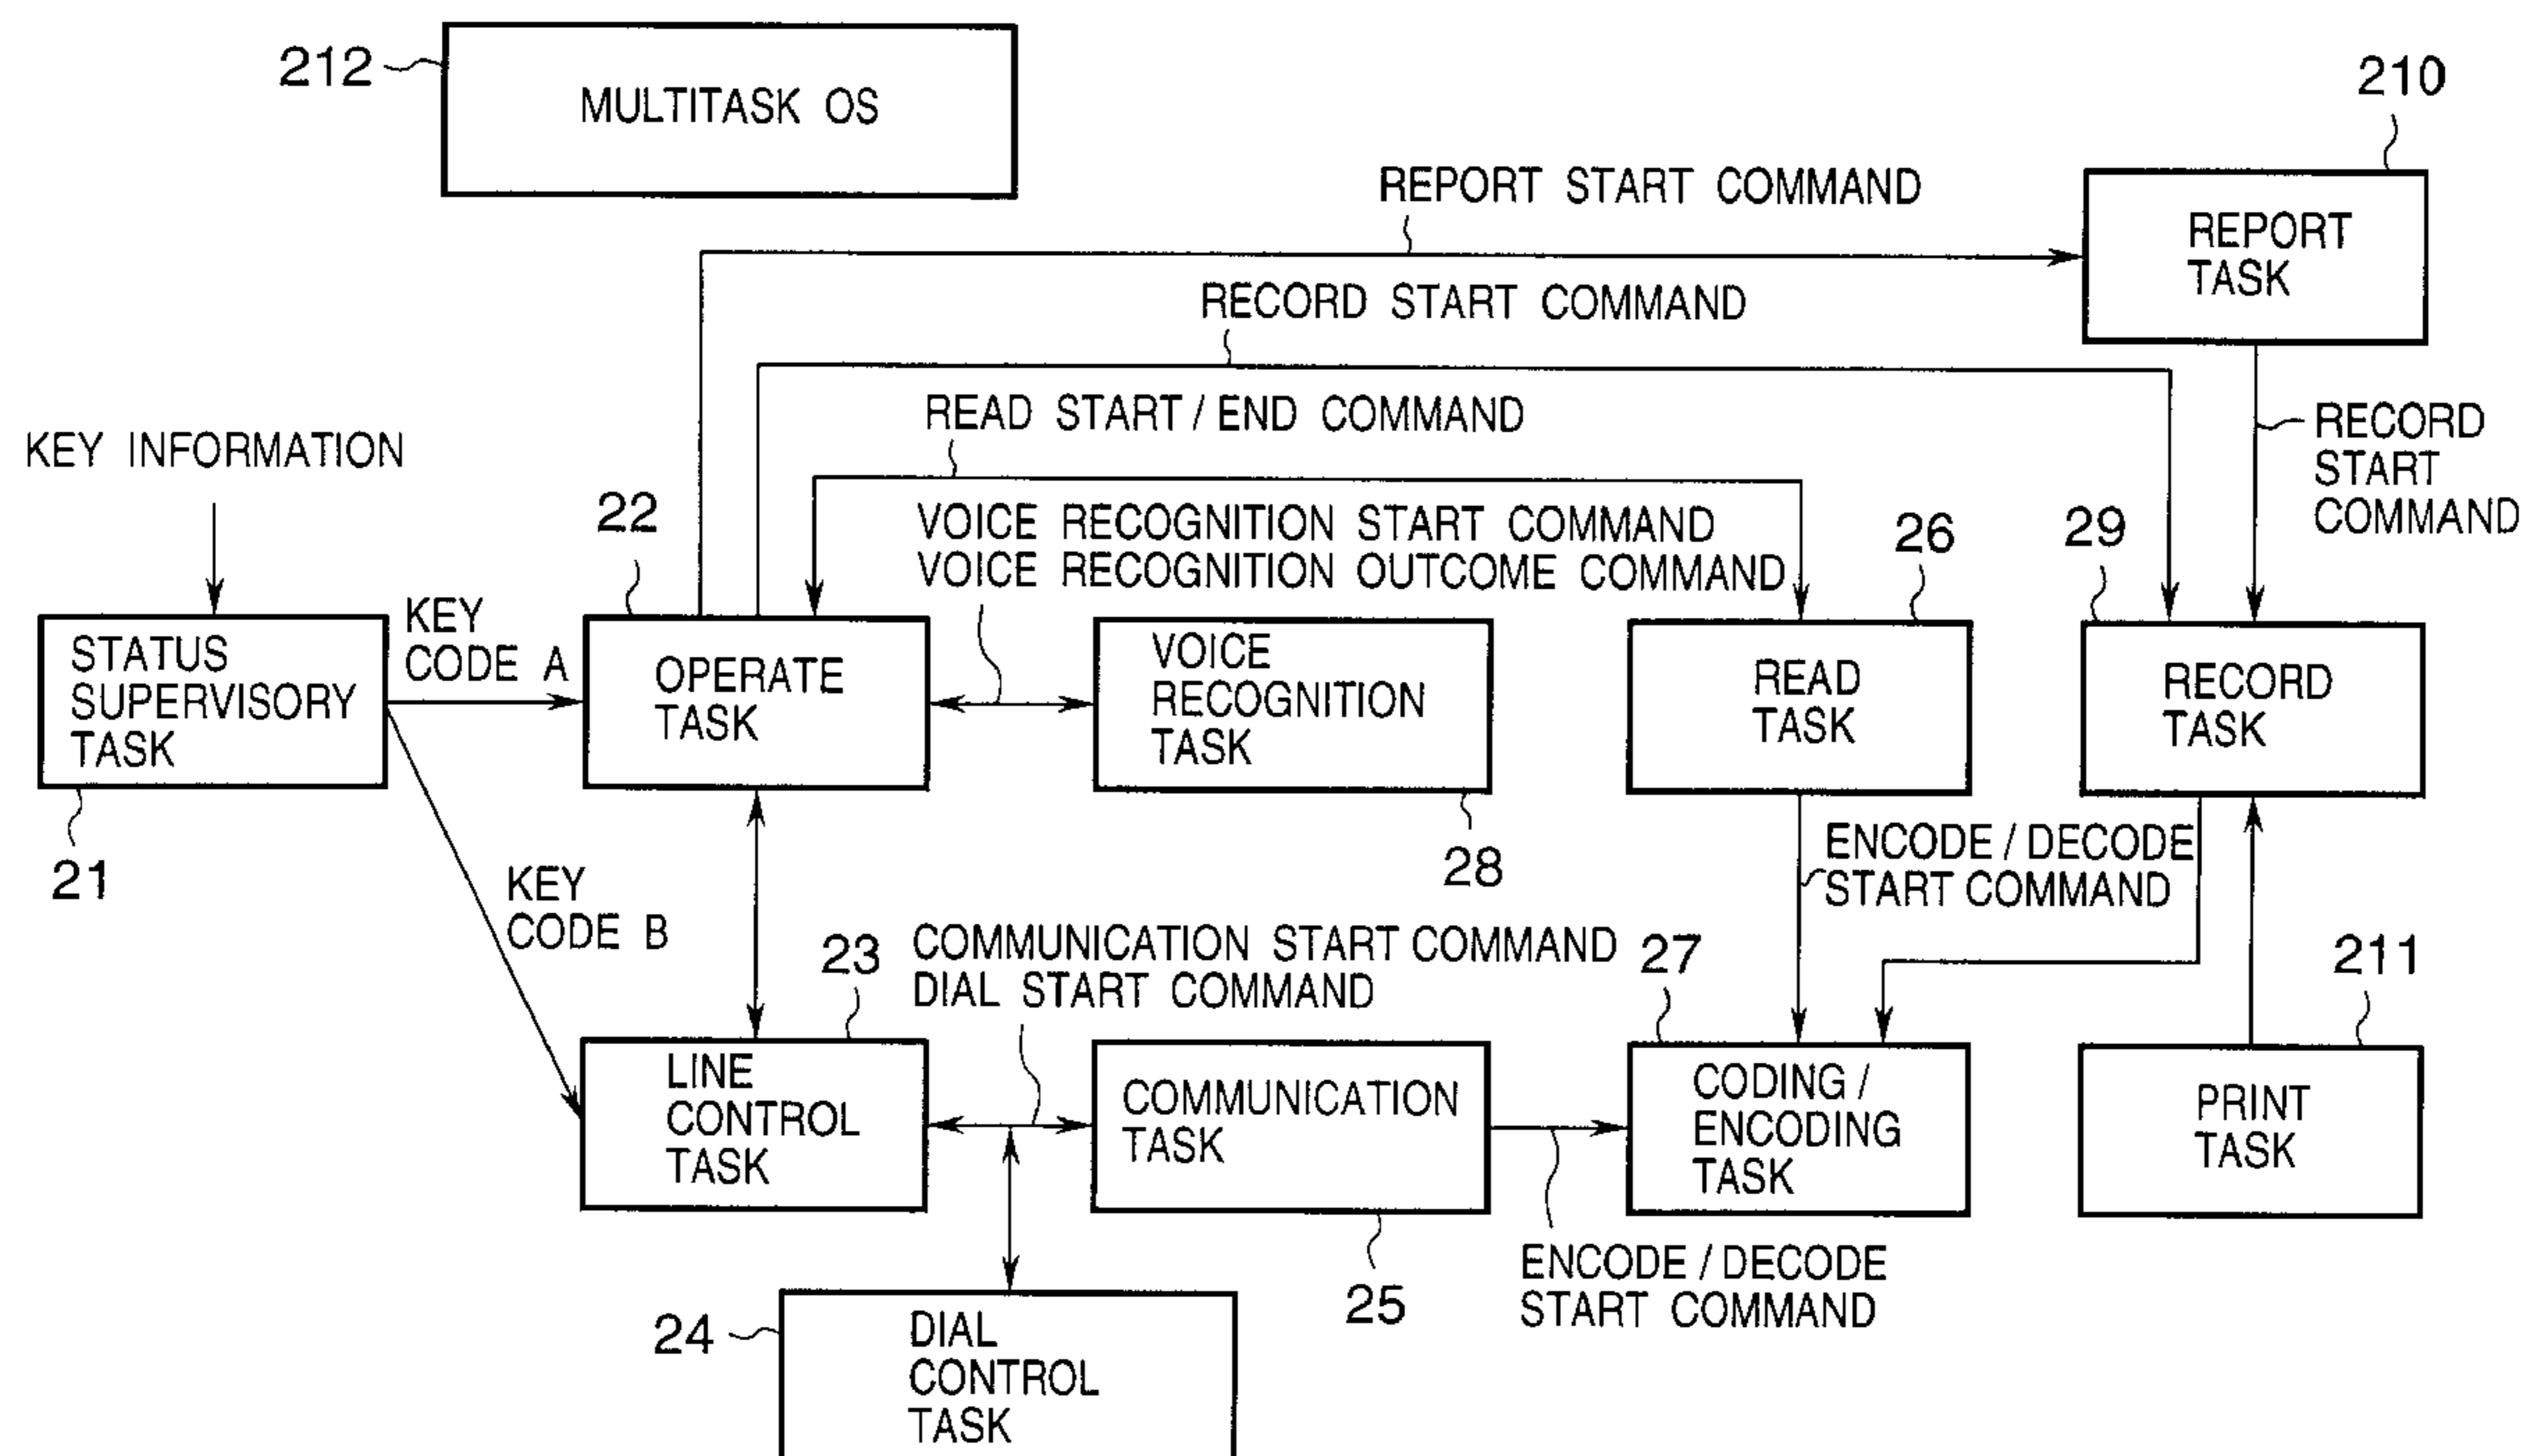 212
MULTITASK OS
210
REPORT START COMMAND
REPORT
TASK
RECORD START COMMAND
READ START / END COMMAND
RECORD
START
COMMAND
KEY INFORMATION
22
VOICE RECOGNITION START COMMAND
VOICE RECOGNITION OUTCOME COMMAND
26
29
KEY
CODE A
STATUS
SUPERVISORY
TASK
OPERATE
TASK
VOICE
RECOGNITION
TASK
READ
TASK
RECORD
TASK
21
28
ENCODE / DECODE
START COMMAND
KEY
CODE B
23
COMMUNICATION START COMMAND
DIAL START COMMAND
27
211
LINE
CONTROL
TASK
COMMUNICATION
TASK
CODING /
ENCODING
TASK
PRINT
TASK
25
ENCODE / DECODE
START COMMAND
24
DIAL
CONTROL
TASK